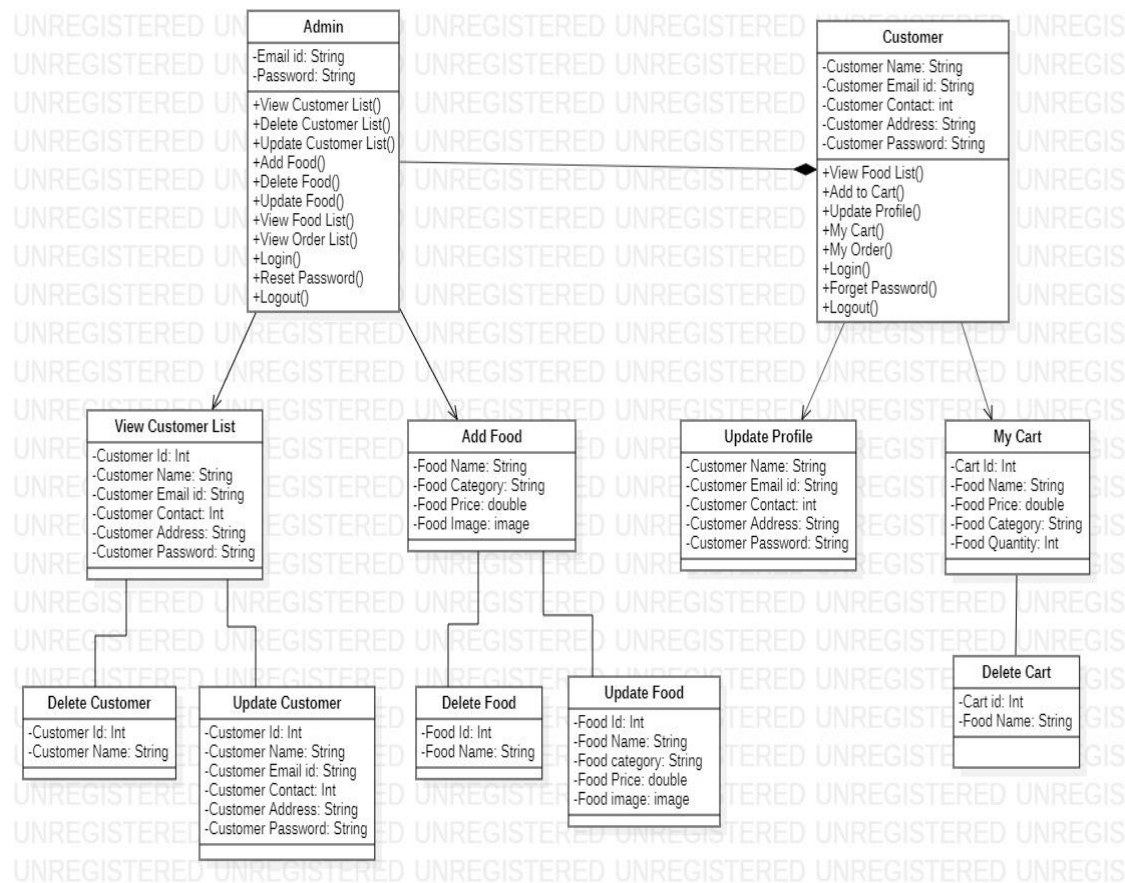 Admin
-Email id: String
-Password: String
+View Customer List()
+Delete Customer List()
+Update Customer List()
+Add Food()
+Delete Food()
+Update Food()
+View Food List()
+View Order List()
+Login()
+Reset Password()
+Logout()
Customer
-Customer Name: String
-Customer Email id: String
-Customer Contact: int
-Customer Address: String
-Customer Password: String
+View Food List()
+Add to Cart()
+Update Profile()
+My Cart()
+My Order()
+Login()
+Forget Password()
+Logout()
View Customer List
-Customer Id: Int
-Customer Name: String
-Customer Email id: String
-Customer Contact: Int
-Customer Address: String
-Customer Password: String
Add Food
-Food Name: String
-Food Category: String
-Food Price: double
-Food Image: image
Update Profile
-Customer Name: String
-Customer Email id: String
-Customer Contact: int
-Customer Address: String
-Customer Password: String
My Cart
-Cart Id: Int
-Food Name: String
-Food Price: double
-Food Category: String
-Food Quantity: Int
Delete Customer
-Customer Id: Int
-Customer Name: String
Update Customer
-Customer Id: Int
-Customer Name: String
-Customer Email id: String
-Customer Contact: Int
-Customer Address: String
-Customer Password: String
Delete Food
-Food Id: Int
-Food Name: String
Update Food
-Food Id: Int
-Food Name: String
-Food category: String
-Food Price: double
-Food image: image
Delete Cart
-Cart id: Int
-Food Name: String
UNREGISTERED